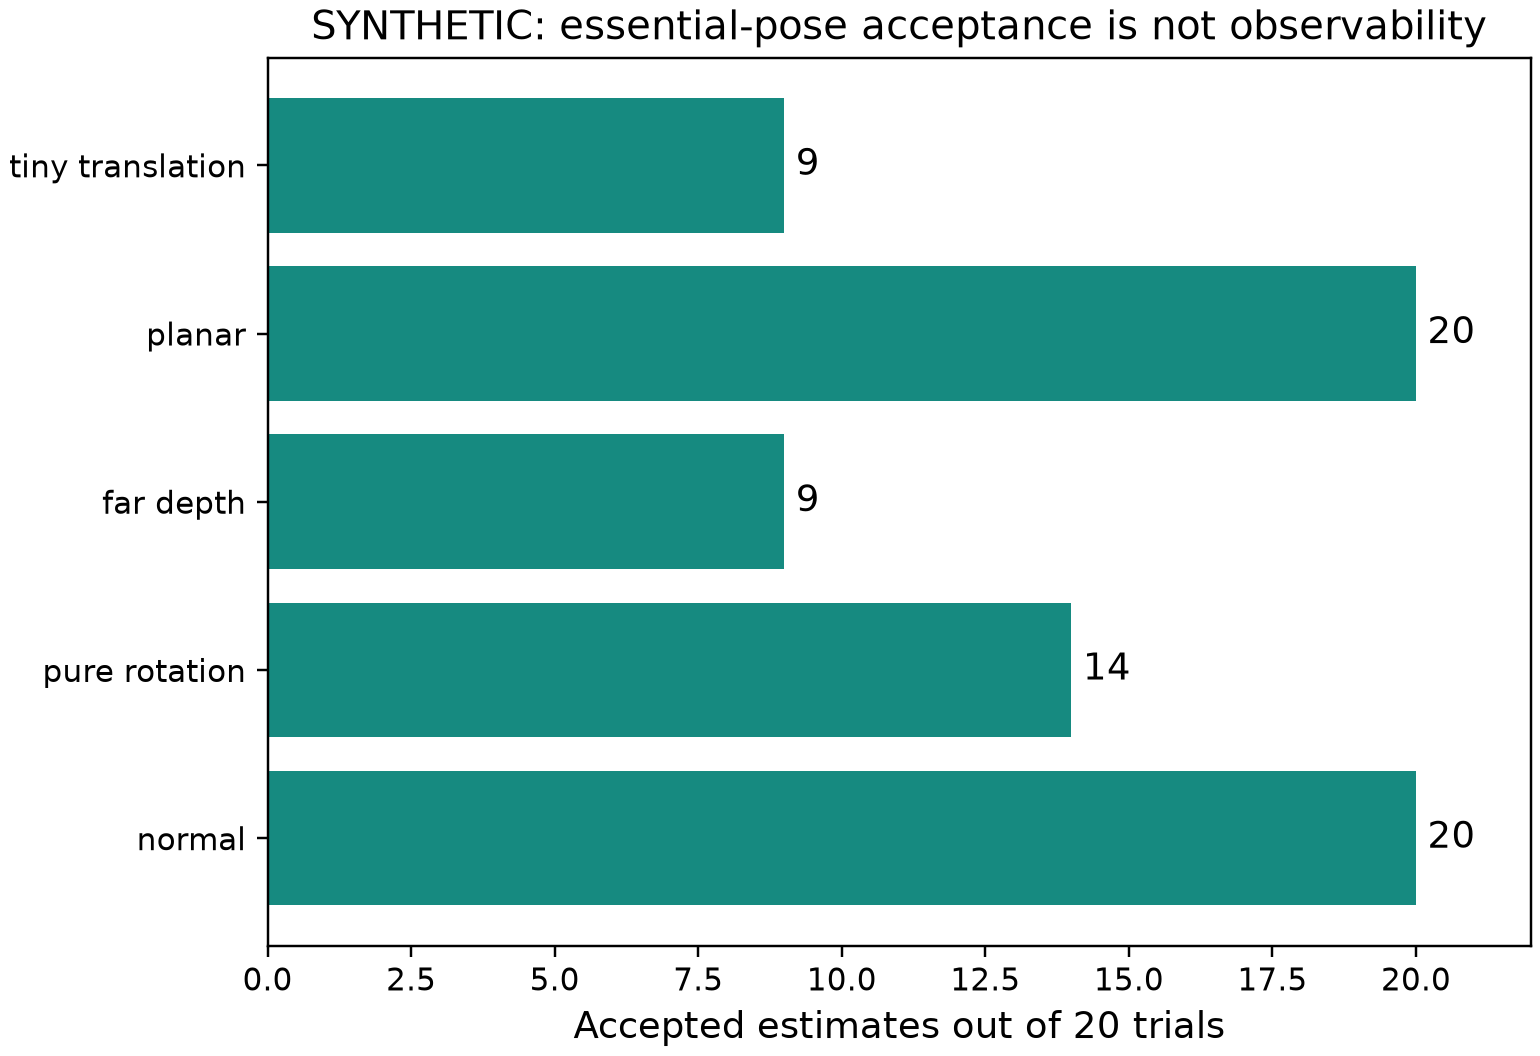 SYNTHETIC: essential-pose acceptance is not observability
tiny translation
9
planar
20
far depth
9
pure rotation
14
normal
20
0.0 2.5 5.0 7.5 10.0 12.5 15.0 17.5 20.0
Accepted estimates out of 20 trials